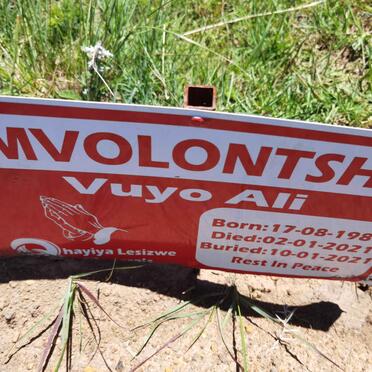 MVOLONTSH
Vuyo Ali
Born:17-08-198
Died:02-01-2021
Buried:10-01-2021
Rest In Peace
hayiya Lesizwe